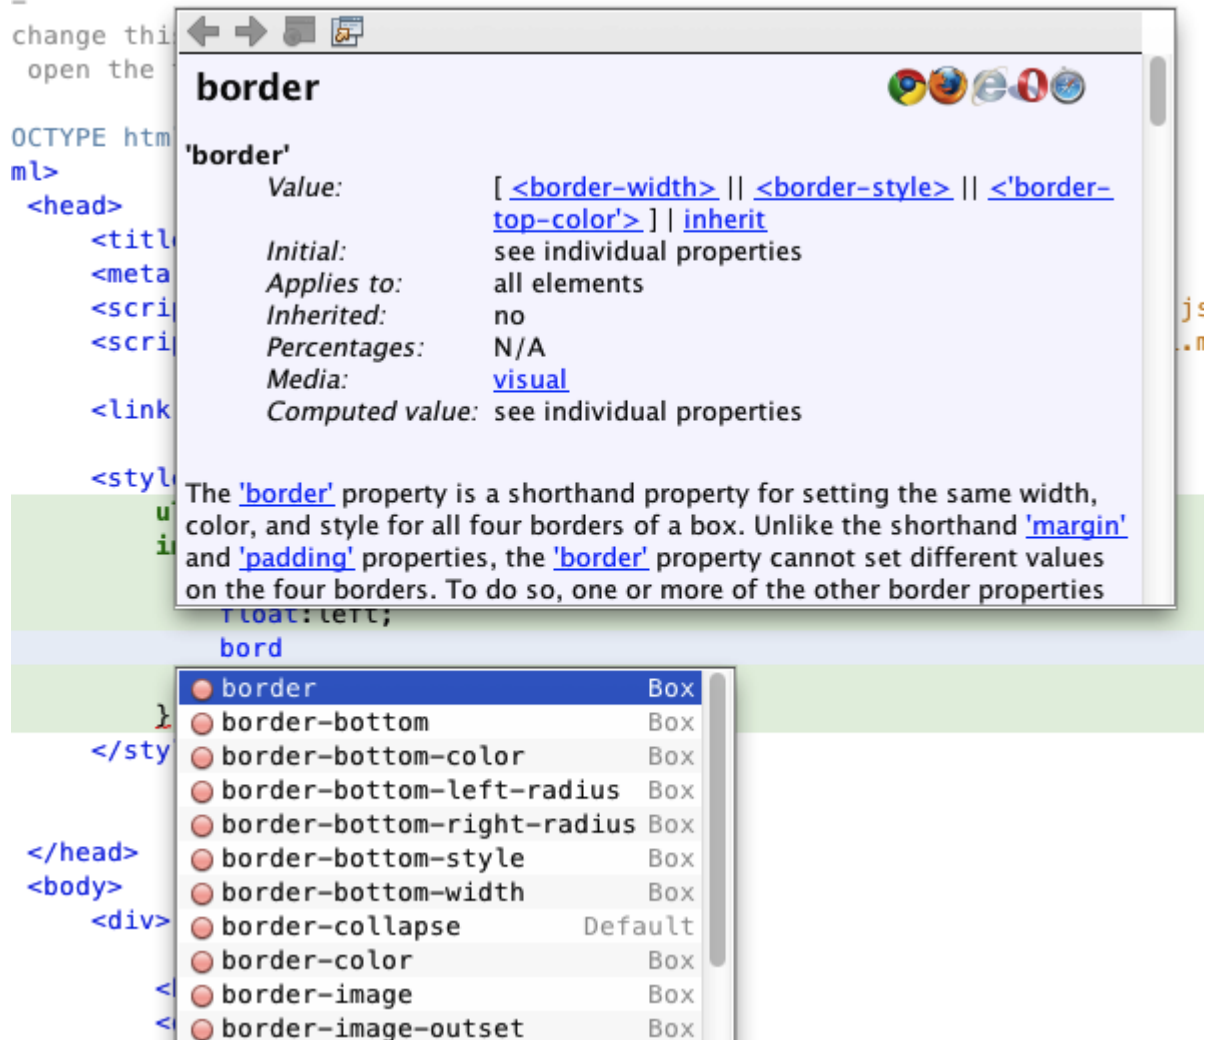 change thi
open the
OCTYPE htm
ml>
<head>
<titl
<meta
<scri
<scri
<link
<styl
border
'border'
Value: [ <border-width> || <border-style> || <'border-
top-color'> ] | inherit
Initial: see individual properties
Applies to: all elements
Inherited: no
Percentages: N/A
Media: visual
Computed value: see individual properties
The 'border' property is a shorthand property for setting the same width,
color, and style for all four borders of a box. Unlike the shorthand 'margin'
and 'padding' properties, the 'border' property cannot set different values
on the four borders. To do so, one or more of the other border properties
js
.m
u
i
float:left;
bord
border Box
border-bottom Box
border-bottom-color Box
border-bottom-left-radius Box
border-bottom-right-radius Box
border-bottom-style Box
border-bottom-width Box
border-collapse Default
border-color Box
border-image Box
border-image-outset Box
}
</sty
</head>
<body>
<div>